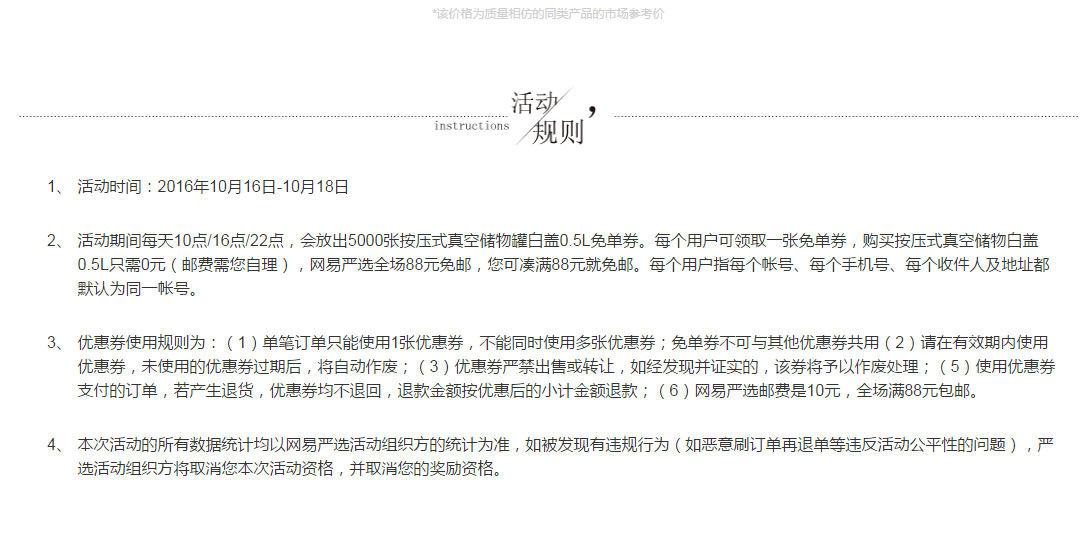 *该价格为质量相仿的同类产品的市场参考价
活动
instructions
规则
,
1、 活动时间：2016年10月16日-10月18日
2、 活动期间每天10点/16点/22点，会放出5000张按压式真空储物罐白盖0.5L免单券。每个用户可领取一张免单券，购买按压式真空储物白盖
0.5L只需0元（邮费需您自理），网易严选全场88元免邮，您可凑满88元就免邮。每个用户指每个帐号、每个手机号、每个收件人及地址都
默认为同一帐号。
3、 优惠券使用规则为：（1）单笔订单只能使用1张优惠券，不能同时使用多张优惠券；免单券不可与其他优惠券共用（2）请在有效期内使用
优惠券，未使用的优惠券过期后，将自动作废；（3）优惠券严禁出售或转让，如经发现并证实的，该券将予以作废处理；（5）使用优惠券
支付的订单，若产生退货，优惠券均不退回，退款金额按优惠后的小计金额退款；（6）网易严选邮费是10元，全场满88元包邮。
4、 本次活动的所有数据统计均以网易严选活动组织方的统计为准，如被发现有违规行为（如恶意刷订单再退单等违反活动公平性的问题），严
选活动组织方将取消您本次活动资格，并取消您的奖励资格。